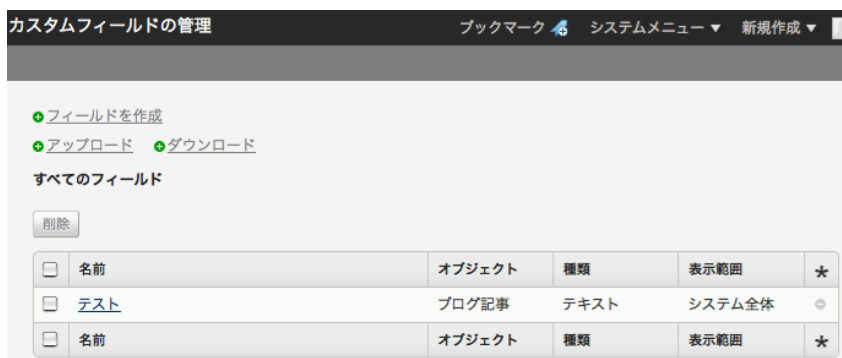 カスタムフィールドの管理 ブックマーク システムメニュー ▼ 新規作成 ▼
フィールドを作成
アップロード ダウンロード
すべてのフィールド
削除
名前 オブジェクト 種類 表示範囲 *
テスト ブログ記事 テキスト システム全体
名前 オブジェクト 種類 表示範囲 *